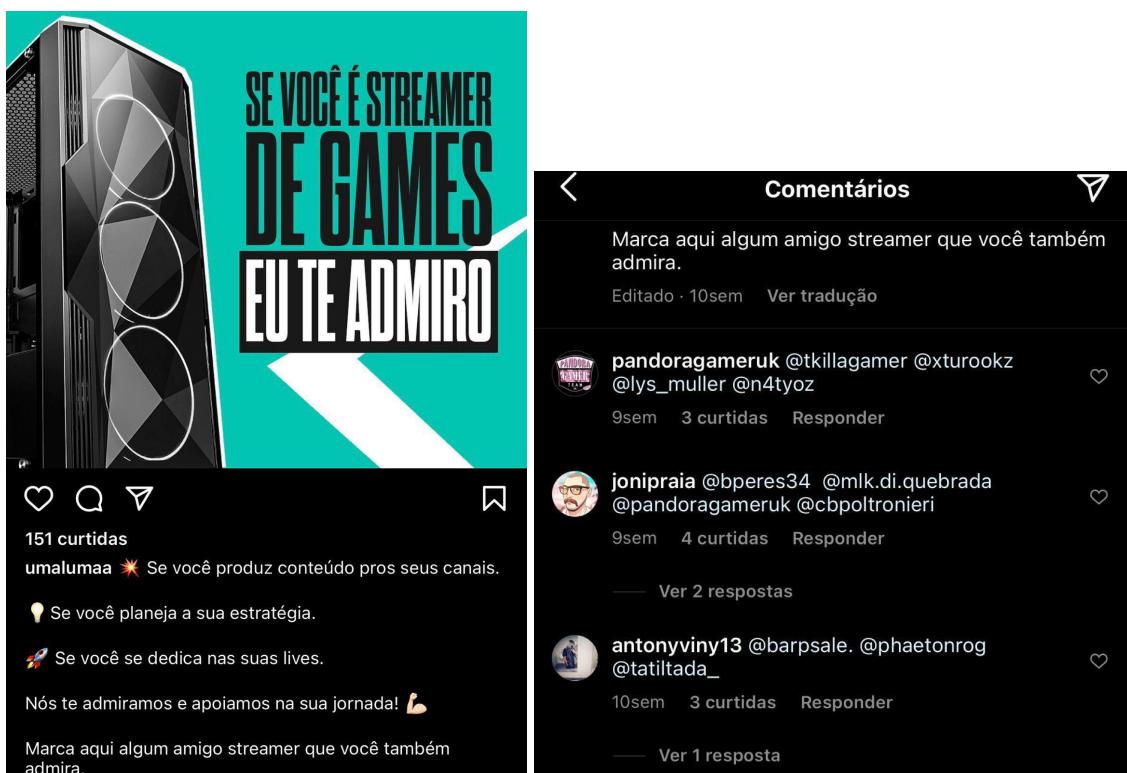 SE VOCÊ É STREAMER
DE GAMES
EU TE ADMIRO
151 curtidas
umalumaa 💥 Se você produz conteúdo pros seus canais.
💡 Se você planeja a sua estratégia.
🚀 Se você se dedica nas suas lives.
Nós te admiramos e apoiamos na sua jornada! 💪🏻
Marca aqui algum amigo streamer que você também
admira.
Comentários
Marca aqui algum amigo streamer que você também
admira.
Editado · 10sem Ver tradução
PANDORA
GAMER
TEAM
pandoragameruk @tkillagamer @xturookz
@lys_muller @n4tyoz
9sem 3 curtidas Responder
jonipraia @bperes34 @mlk.di.quebrada
@pandoragameruk @cbpoltronieri
9sem 4 curtidas Responder
Ver 2 respostas
antonyviny13 @barpsale. @phaetonrog
@tatiltada_
10sem 3 curtidas Responder
Ver 1 resposta